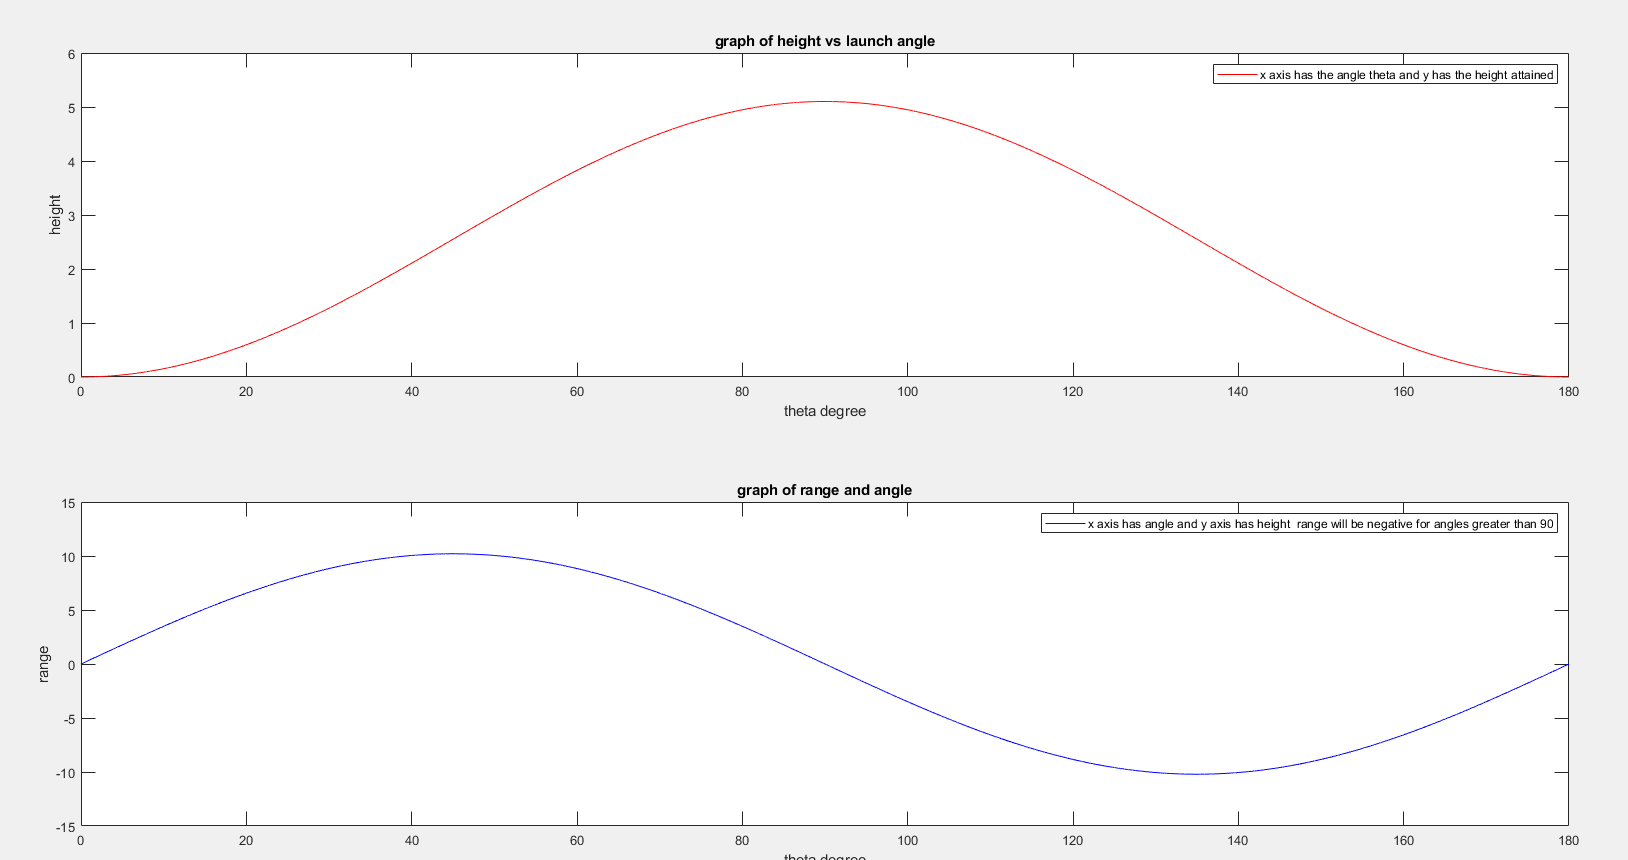 graph of height vs launch angle
6
x axis has the angle theta and y has the height attained
5
4
3
height
2
1
0
0 20 40 60 80 100 120 140 160 180
theta degree
graph of range and angle
15
x axis has angle and y axis has height  range will be negative for angles greater than 90
10
5
0
range
-5
-10
-15
0 20 40 60 80 100 120 140 160 180
theta degree